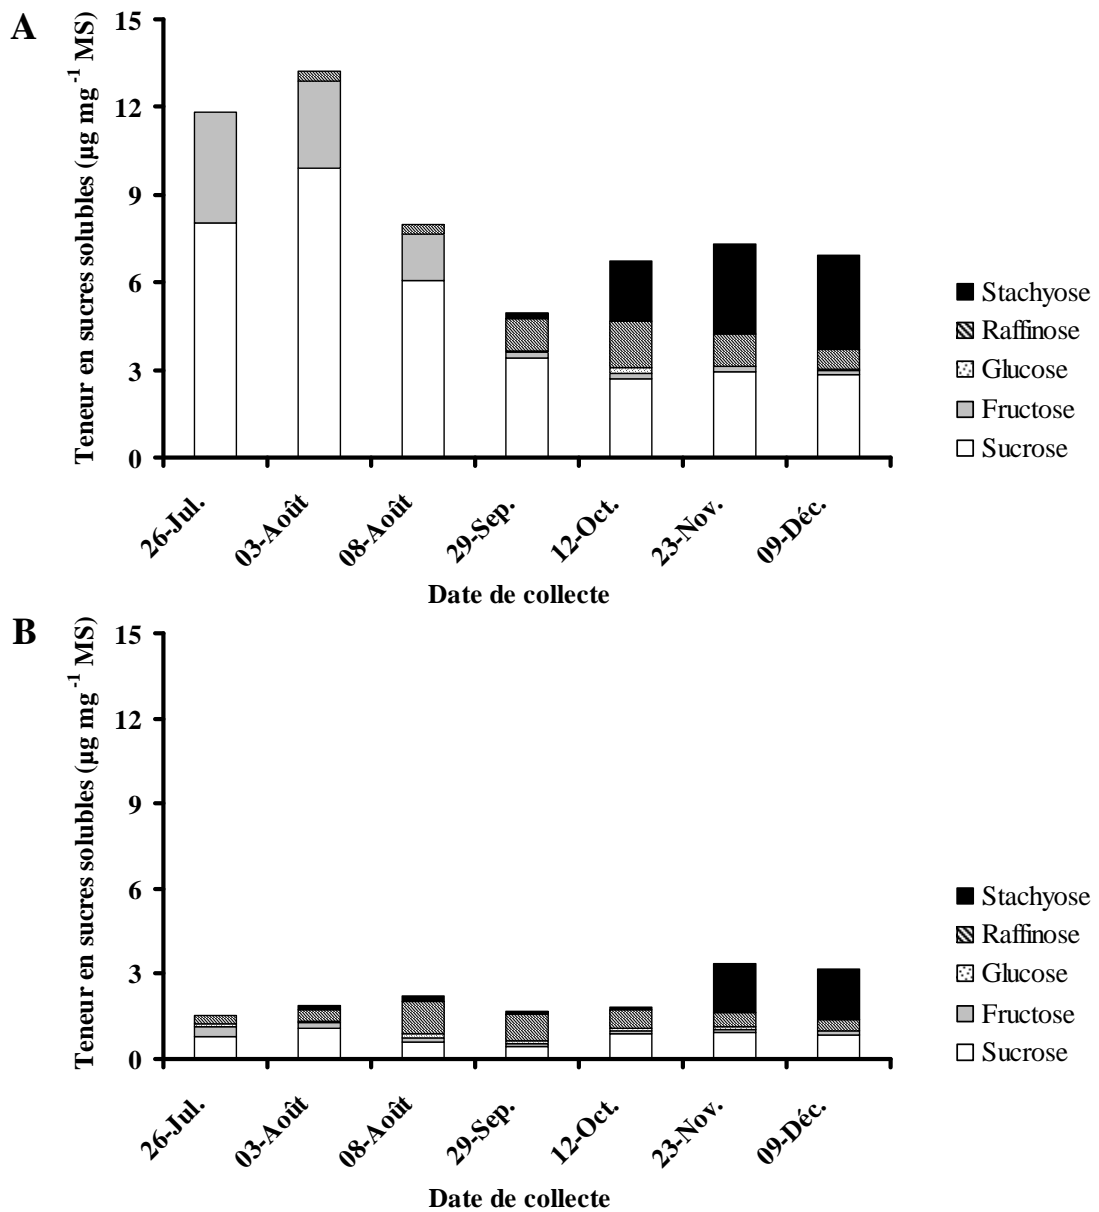 A
Teneur en sucres solubles (µg mg⁻¹ MS)
15
12
9
6
3
0
26-Jul.
03-Août
08-Août
29-Sep.
12-Oct.
23-Nov.
09-Déc.
Date de collecte
Stachyose
Raffinose
Glucose
Fructose
Sucrose
B
Teneur en sucres solubles (µg mg⁻¹ MS)
15
12
9
6
3
0
26-Jul.
03-Août
08-Août
29-Sep.
12-Oct.
23-Nov.
09-Déc.
Date de collecte
Stachyose
Raffinose
Glucose
Fructose
Sucrose